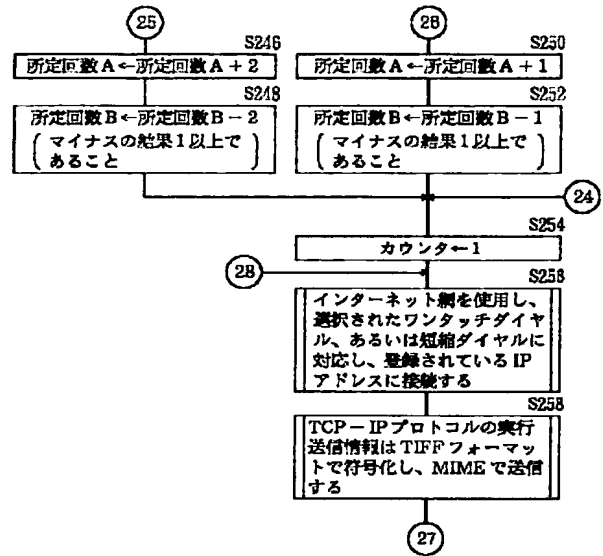 25
S246
所定回数A←所定回数A+2
S248
所定回数B←所定回数B-2
(マイナスの結果1以上で
あること)
26
S250
所定回数A←所定回数A+1
S252
所定回数B←所定回数B-1
(マイナスの結果1以上で
あること)
24
S254
カウンタ←1
28
S256
インターネット網を使用し、
選択されたワンタッチダイヤ
ル、あるいは短縮ダイヤルに
対応し、登録されているIP
アドレスに接続する
S258
TCP-IPプロトコルの実行
送信情報はTIFFフォーマッ
トで符号化し、MIMEで送信
する
27